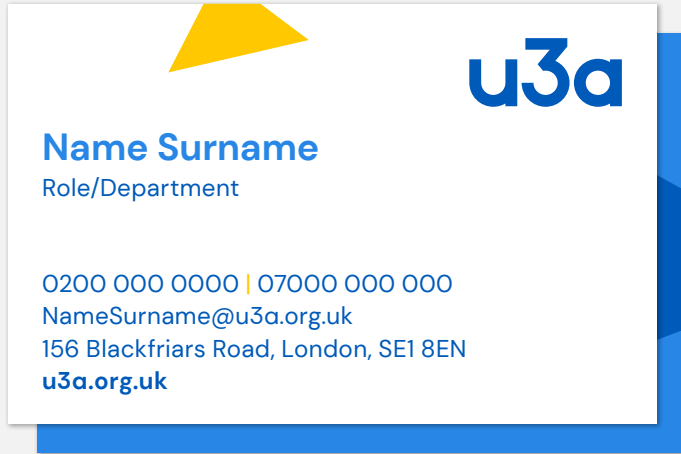 u3a
Name Surname
Role/Department
0200 000 0000 | 07000 000 000
NameSurname@u3a.org.uk
156 Blackfriars Road, London, SE1 8EN
u3a.org.uk